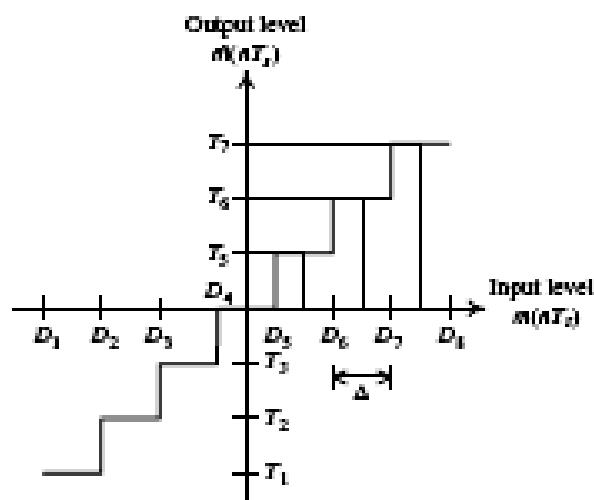 Output level
m̂(nTₛ)
T₇
T₆
T₅
D₄
Input level
m(nTₛ)
D₁ D₂ D₃ D₅ D₆ D₇ D₈
T₃
Δ
T₂
T₁